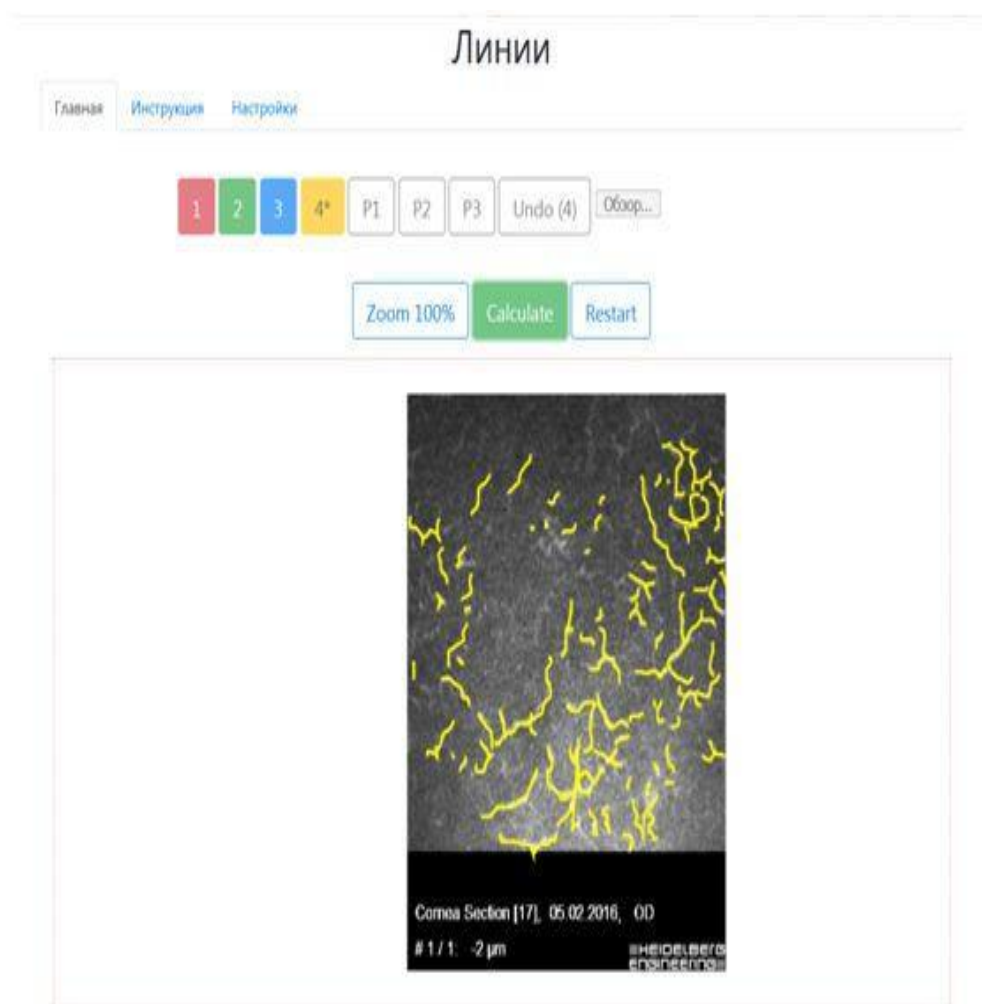 Линии
Главная Инструкция Настройки
1 2 3 4* P1 P2 P3 Undo (4) Обзор...
Zoom 100% Calculate Restart
Cornea Section [17], 05.02.2016, OD
# 1 / 1: -2 µm
HEIDELBERG
ENGINEERING